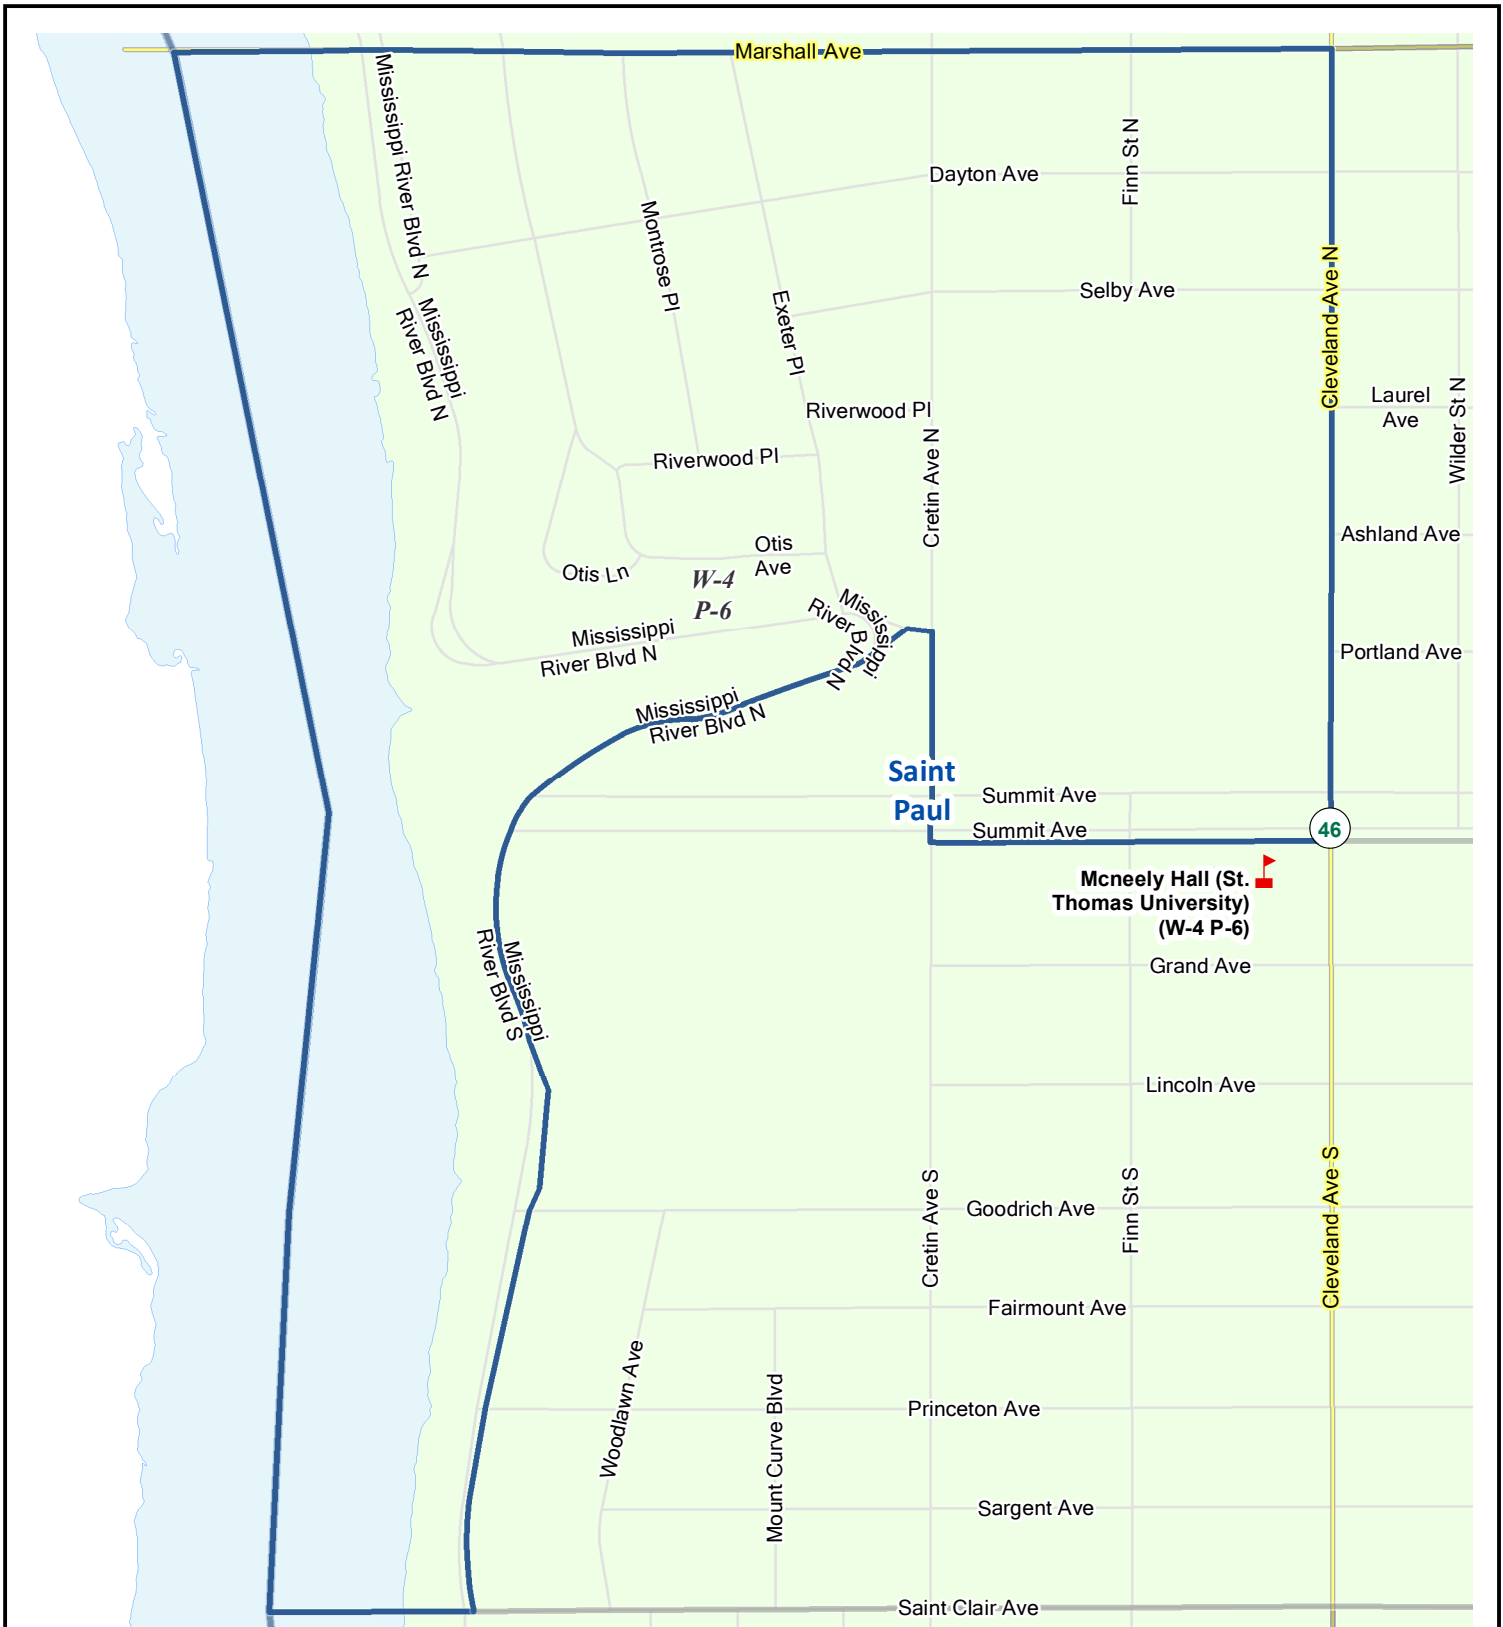 Marshall Ave
Mississippi River Blvd N
Finn St N
Dayton Ave
Montrose Pl
Cleveland Ave N
Selby Ave
Exeter Pl
Mississippi
River Blvd N
Laurel
Ave
Wilder St N
Riverwood Pl
Cretin Ave N
Riverwood Pl
Ashland Ave
Otis
Ave
Otis Ln
W-4
P-6
Mississippi
River Blvd N
Mississippi
River Blvd N
Portland Ave
Mississippi
River Blvd N
Saint
Paul
Summit Ave
Summit Ave
46
Mcneely Hall (St.
Thomas University)
(W-4 P-6)
Mississippi
River Blvd S
Grand Ave
Lincoln Ave
Cretin Ave S
Goodrich Ave
Finn St S
Cleveland Ave S
Fairmount Ave
Woodlawn Ave
Mount Curve Blvd
Princeton Ave
Sargent Ave
Saint Clair Ave